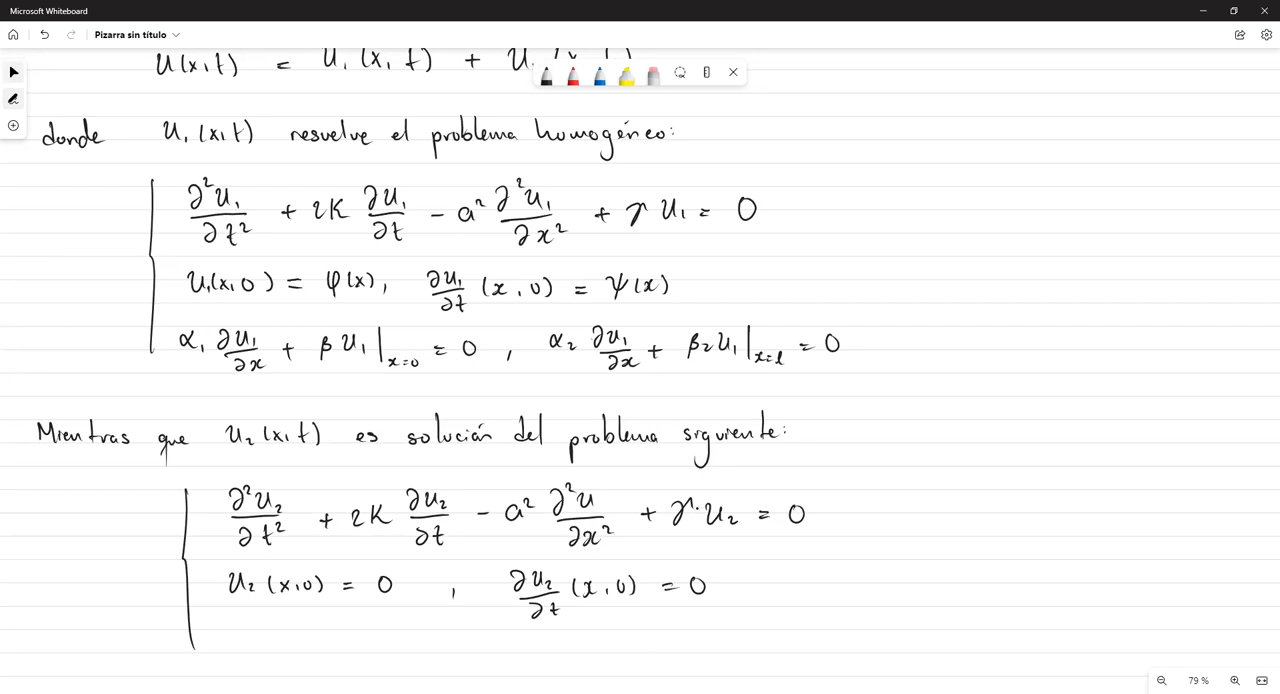 Microsoft Whiteboard
Pizarra sin título
U(x,t) = U₁(x,t) + U
donde U₁(x,t) resuelve el problema homogéneo:
∂²U₁/∂t² + 2K ∂U₁/∂t - a² ∂²U₁/∂x² + γ U₁ = 0
U₁(x,0) = φ(x), ∂U₁/∂t (x,0) = ψ(x)
α₁ ∂U₁/∂x + β U₁|x=0 = 0, α₂ ∂U₁/∂x + β₂ U₁|x=l = 0
Mientras que U₂(x,t) es solución del problema siguiente:
∂²U₂/∂t² + 2K ∂U₂/∂t - a² ∂²U/∂x² + γ·U₂ = 0
U₂(x,0) = 0, ∂U₂/∂t (x,0) = 0
79 %